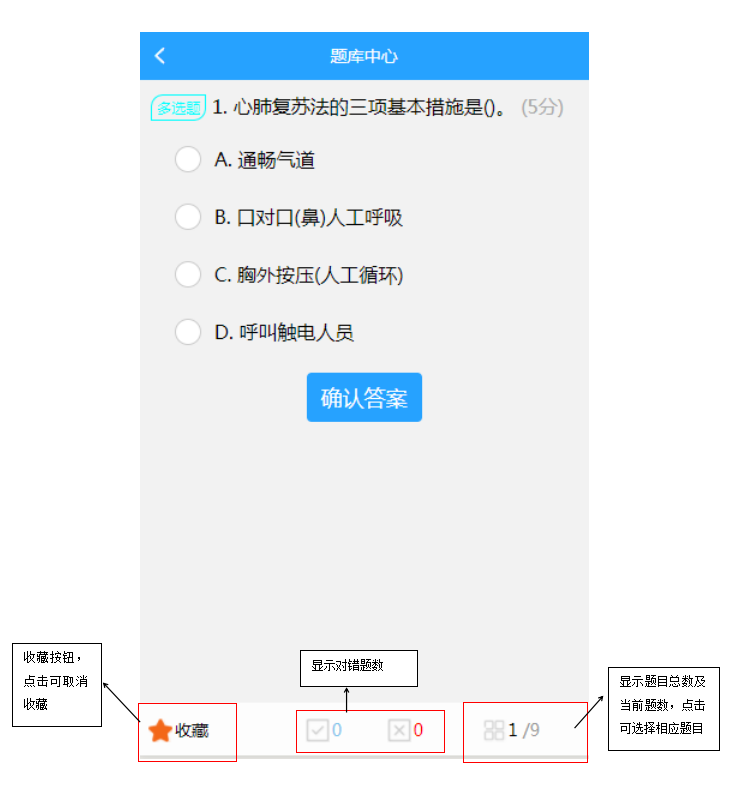 题库中心
多选题 1. 心肺复苏法的三项基本措施是()。 (5分)
A. 通畅气道
B. 口对口(鼻)人工呼吸
C. 胸外按压(人工循环)
D. 呼叫触电人员
确认答案
收藏按钮，
点击可取消
收藏
显示对错题数
显示题目总数及
当前题数，点击
可选择相应题目
收藏
0
0
1 /9